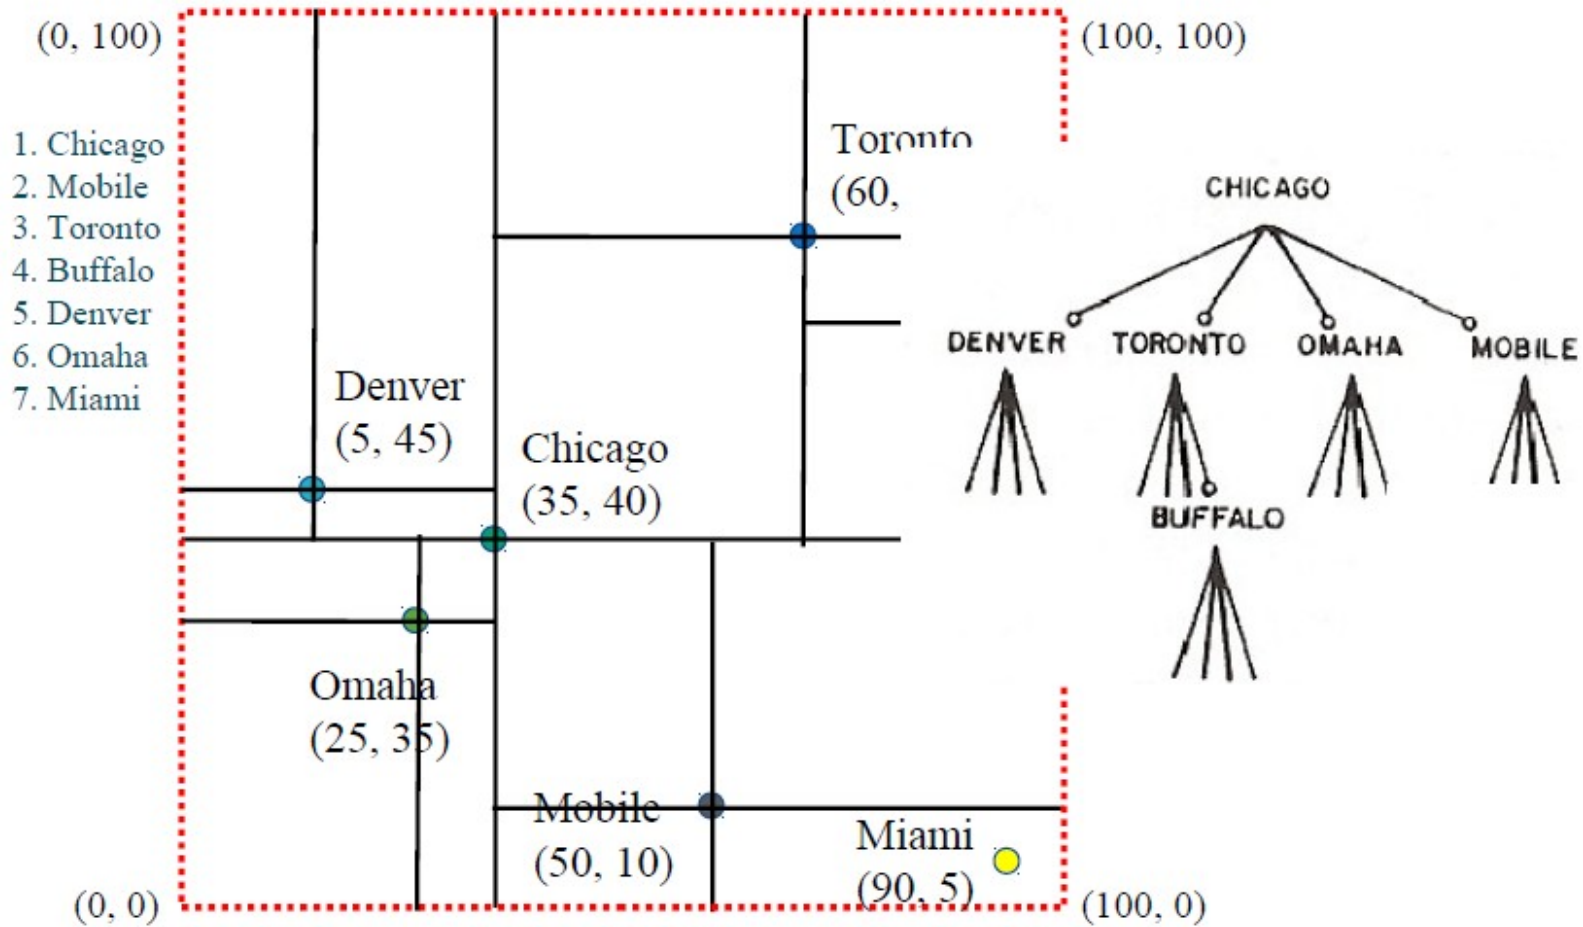 (0, 100)
(100, 100)
1. Chicago
2. Mobile
3. Toronto
4. Buffalo
5. Denver
6. Omaha
7. Miami
Toronto
(60,
Denver
(5, 45)
Chicago
(35, 40)
Omaha
(25, 35)
Mobile
(50, 10)
Miami
(90, 5)
(0, 0)
(100, 0)
CHICAGO
DENVER TORONTO OMAHA MOBILE
BUFFALO